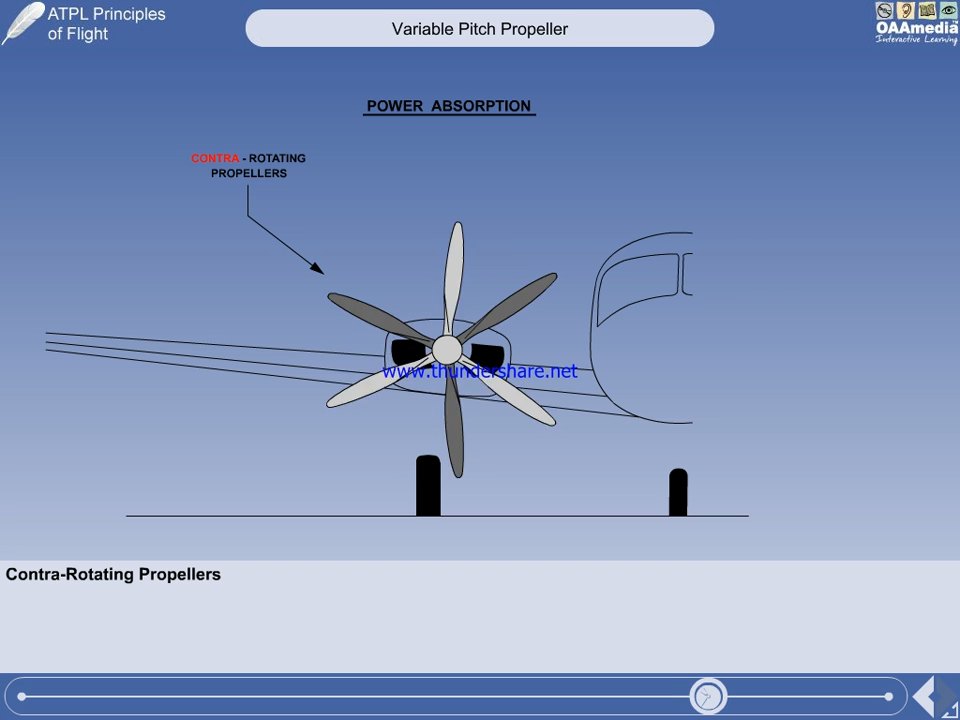 ATPL Principles
of Flight
Variable Pitch Propeller
OAAmedia
Interactive Learning
POWER ABSORPTION
CONTRA - ROTATING
PROPELLERS
www.thundershare.net
Contra-Rotating Propellers